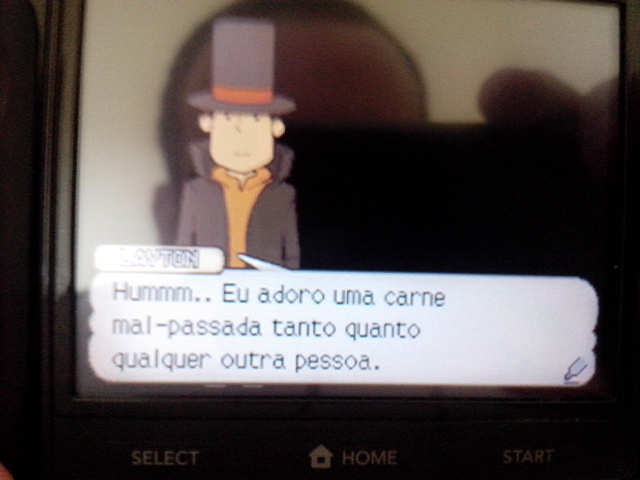 LAYTON
Hummm.. Eu adoro uma carne
mal-passada tanto quanto
qualquer outra pessoa.
SELECT
HOME
START